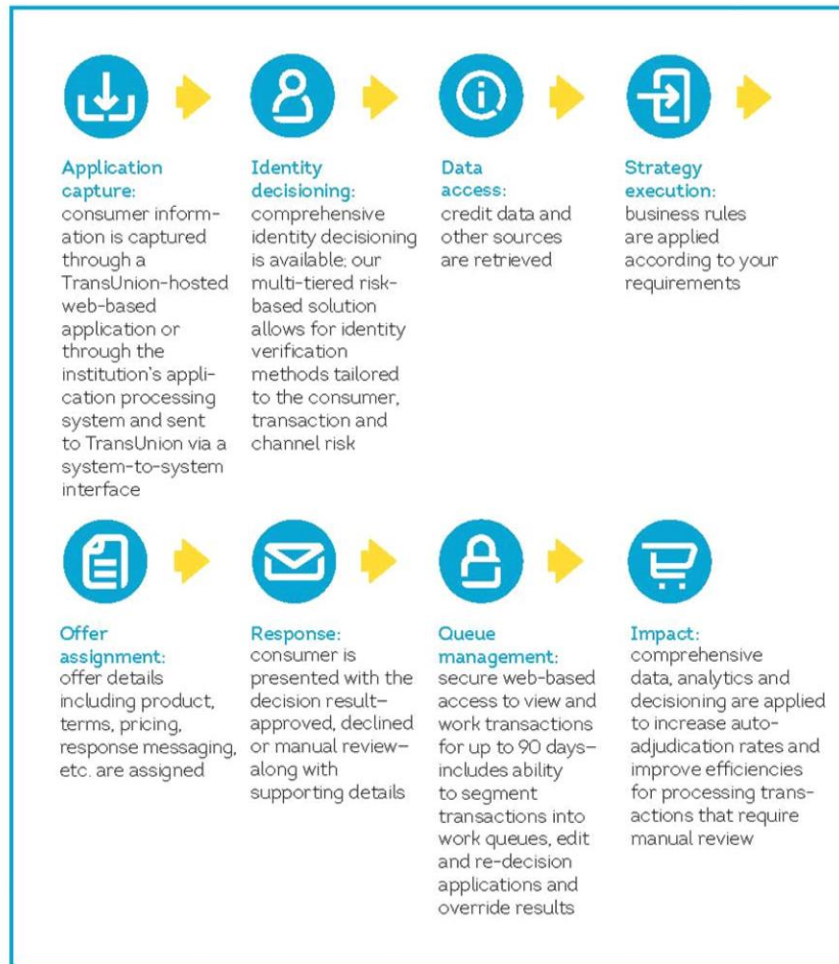 Application
capture:
consumer inform-
ation is captured
through a
TransUnion-hosted
web-based
application or
through the
institution's appli-
cation processing
system and sent
to TransUnion via a
system-to-system
interface
Identity
decisioning:
comprehensive
identity decisioning
is available; our
multi-tiered risk-
based solution
allows for identity
verification
methods tailored
to the consumer,
transaction and
channel risk
Data
access:
credit data and
other sources
are retrieved
Strategy
execution:
business rules
are applied
according to your
requirements
Offer
assignment:
offer details
including product,
terms, pricing,
response messaging,
etc. are assigned
Response:
consumer is
presented with the
decision result–
approved, declined
or manual review–
along with
supporting details
Queue
management:
secure web-based
access to view and
work transactions
for up to 90 days–
includes ability
to segment
transactions into
work queues, edit
and re-decision
applications and
override results
Impact:
comprehensive
data, analytics and
decisioning are applied
to increase auto-
adjudication rates and
improve efficiencies
for processing trans-
actions that require
manual review